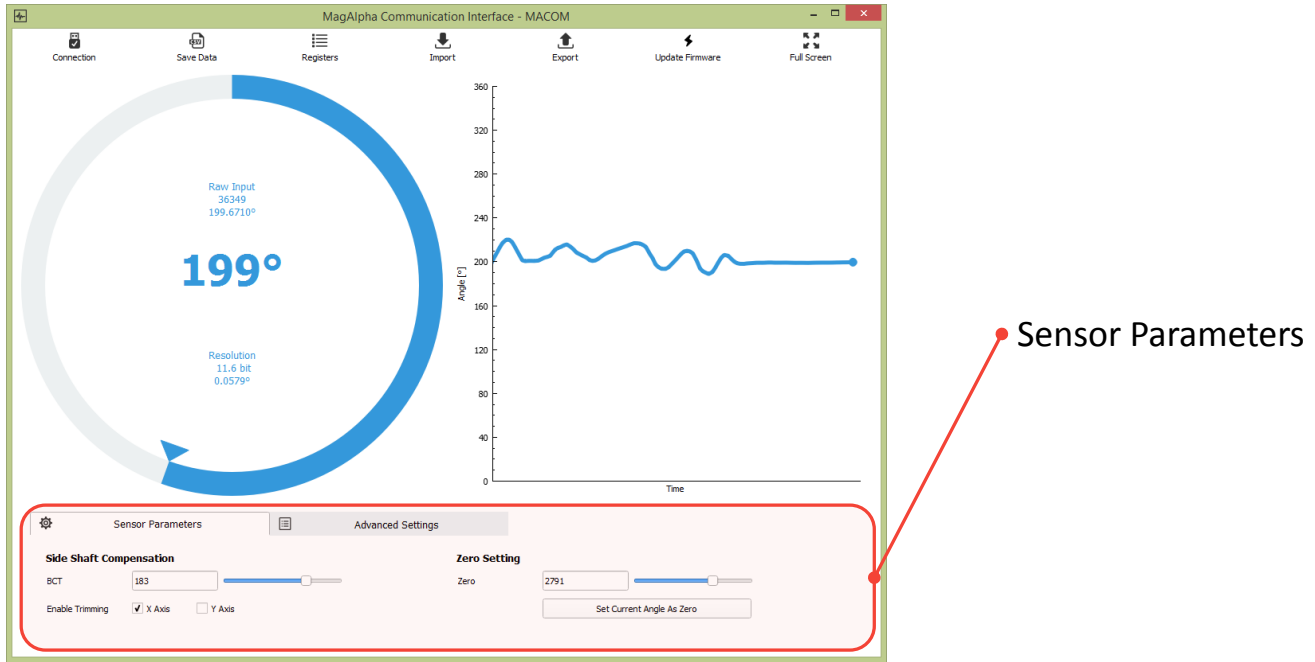 MagAlpha Communication Interface - MACOM
Connection
Save Data
Registers
Import
Export
Update Firmware
Full Screen
CSV
Raw Input
36349
199.6710º
199°
Resolution
11.6 bit
0.0579º
360
320
280
240
200
160
120
80
40
0
Angle [°]
Time
Sensor Parameters
Sensor Parameters
Advanced Settings
Side Shaft Compensation
BCT
183
Enable Trimming
X Axis
Y Axis
Zero Setting
Zero
2791
Set Current Angle As Zero